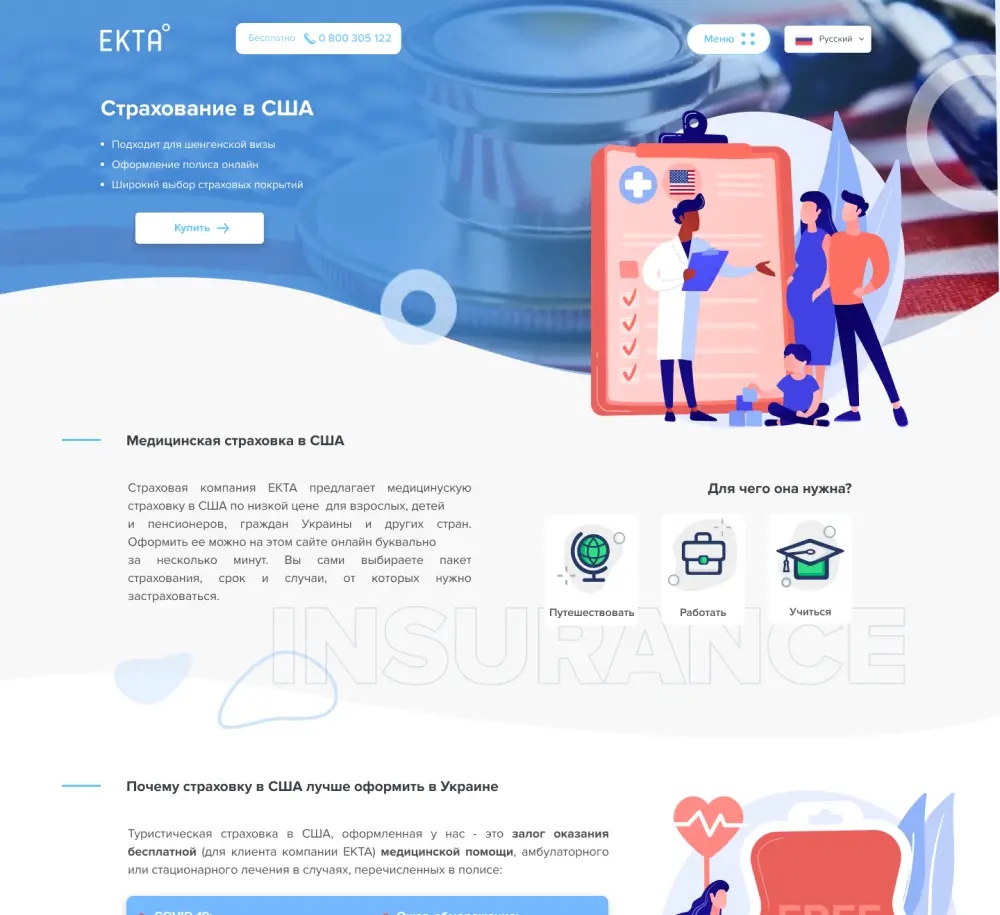 EKTA°
Бесплатно 0 800 305 122
Меню
Русский
Страхование в США
• Подходит для шенгенской визы
• Оформление полиса онлайн
• Широкий выбор страховых покрытий
Купить
Медицинская страховка в США
Страховая компания ЕКТА предлагает медицинускую
страховку в США по низкой цене для взрослых, детей
и пенсионеров, граждан Украины и других стран.
Оформить ее можно на этом сайте онлайн буквально
за несколько минут. Вы сами выбираете пакет
страхования, срок и случаи, от которых нужно
застраховаться.
Для чего она нужна?
Путешествовать
Работать
Учиться
INSURANCE
Почему страховку в США лучше оформить в Украине
Туристическая страховка в США, оформленная у нас - это залог оказания
бесплатной (для клиента компании ЕКТА) медицинской помощи, амбулаторного
или стационарного лечения в случаях, перечисленных в полисе:
FREE
COVID-19;
Ожог, обморожение;